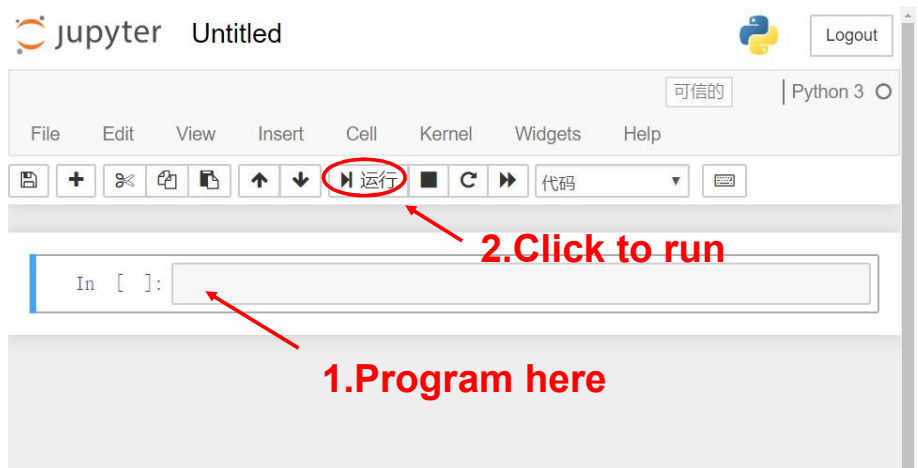 jupyter Untitled Logout
可信的 Python 3
File Edit View Insert Cell Kernel Widgets Help
运行 代码
2.Click to run
In [ ]:
1.Program here